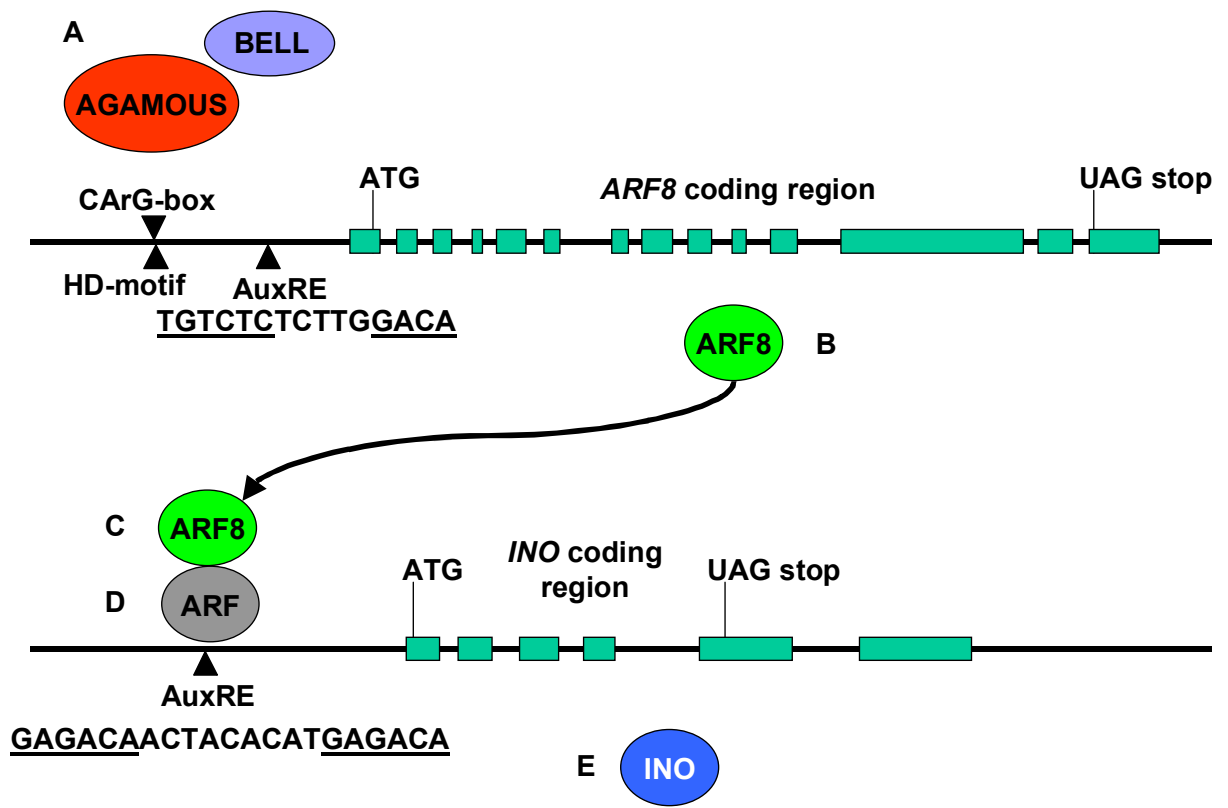 A
BELL
AGAMOUS
CArG-box
ATG
ARF8 coding region
UAG stop
HD-motif
AuxRE
TGTCTCTCTTGGACA
ARF8
B
C
ARF8
D
ARF
ATG
INO coding
region
UAG stop
AuxRE
GAGACAACTACACATGAGACA
E
INO